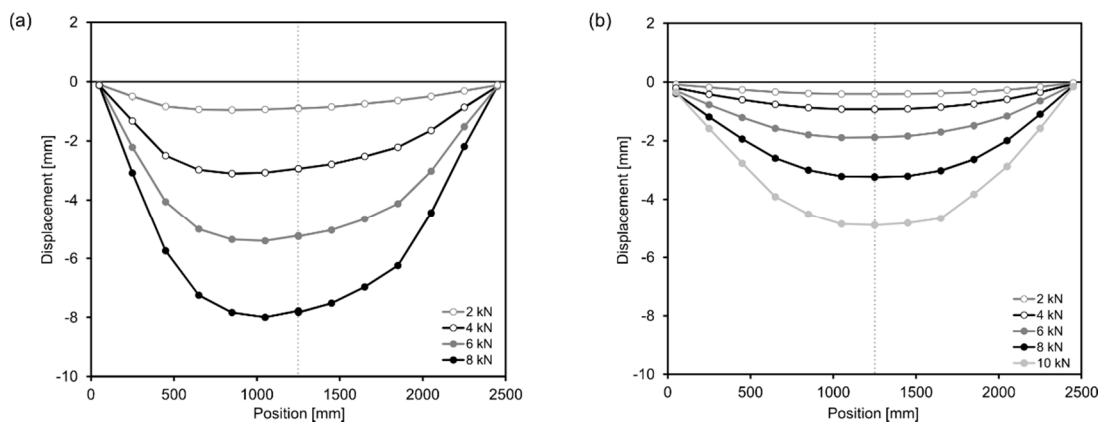 (a)
2
0
-2
-4
-6
-8
-10
Displacement [mm]
0 500 1000 1500 2000 2500
Position [mm]
2 kN
4 kN
6 kN
8 kN
(b)
2
0
-2
-4
-6
-8
-10
Displacement [mm]
0 500 1000 1500 2000 2500
Position [mm]
2 kN
4 kN
6 kN
8 kN
10 kN